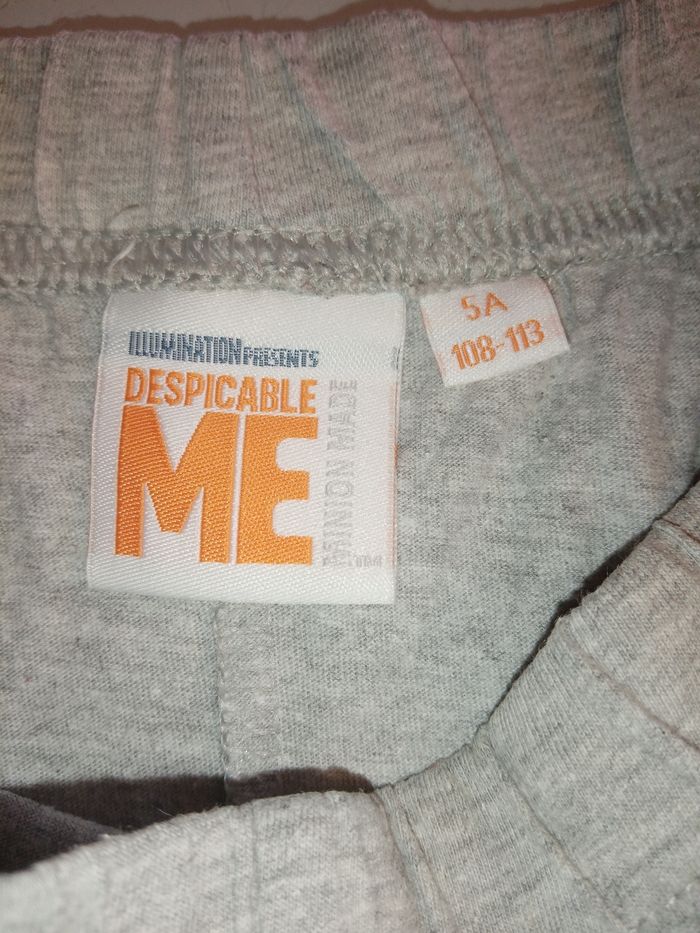 ILLUMINATION PRESENTS
DESPICABLE
ME
MINION MADE
5A
108-113